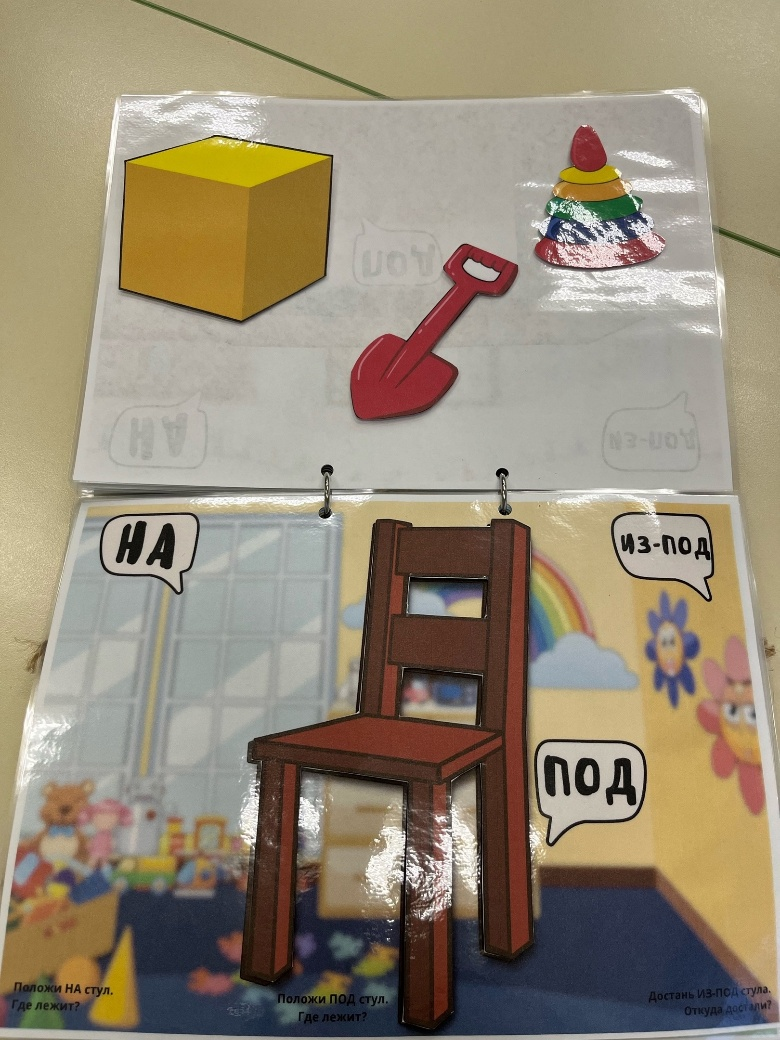 НА
ИЗ-ПОД
ПОД
Положи НА стул.
Где лежит?
Положи ПОД стул.
Где лежит?
Достань ИЗ-ПОД стула.
Откуда достали?